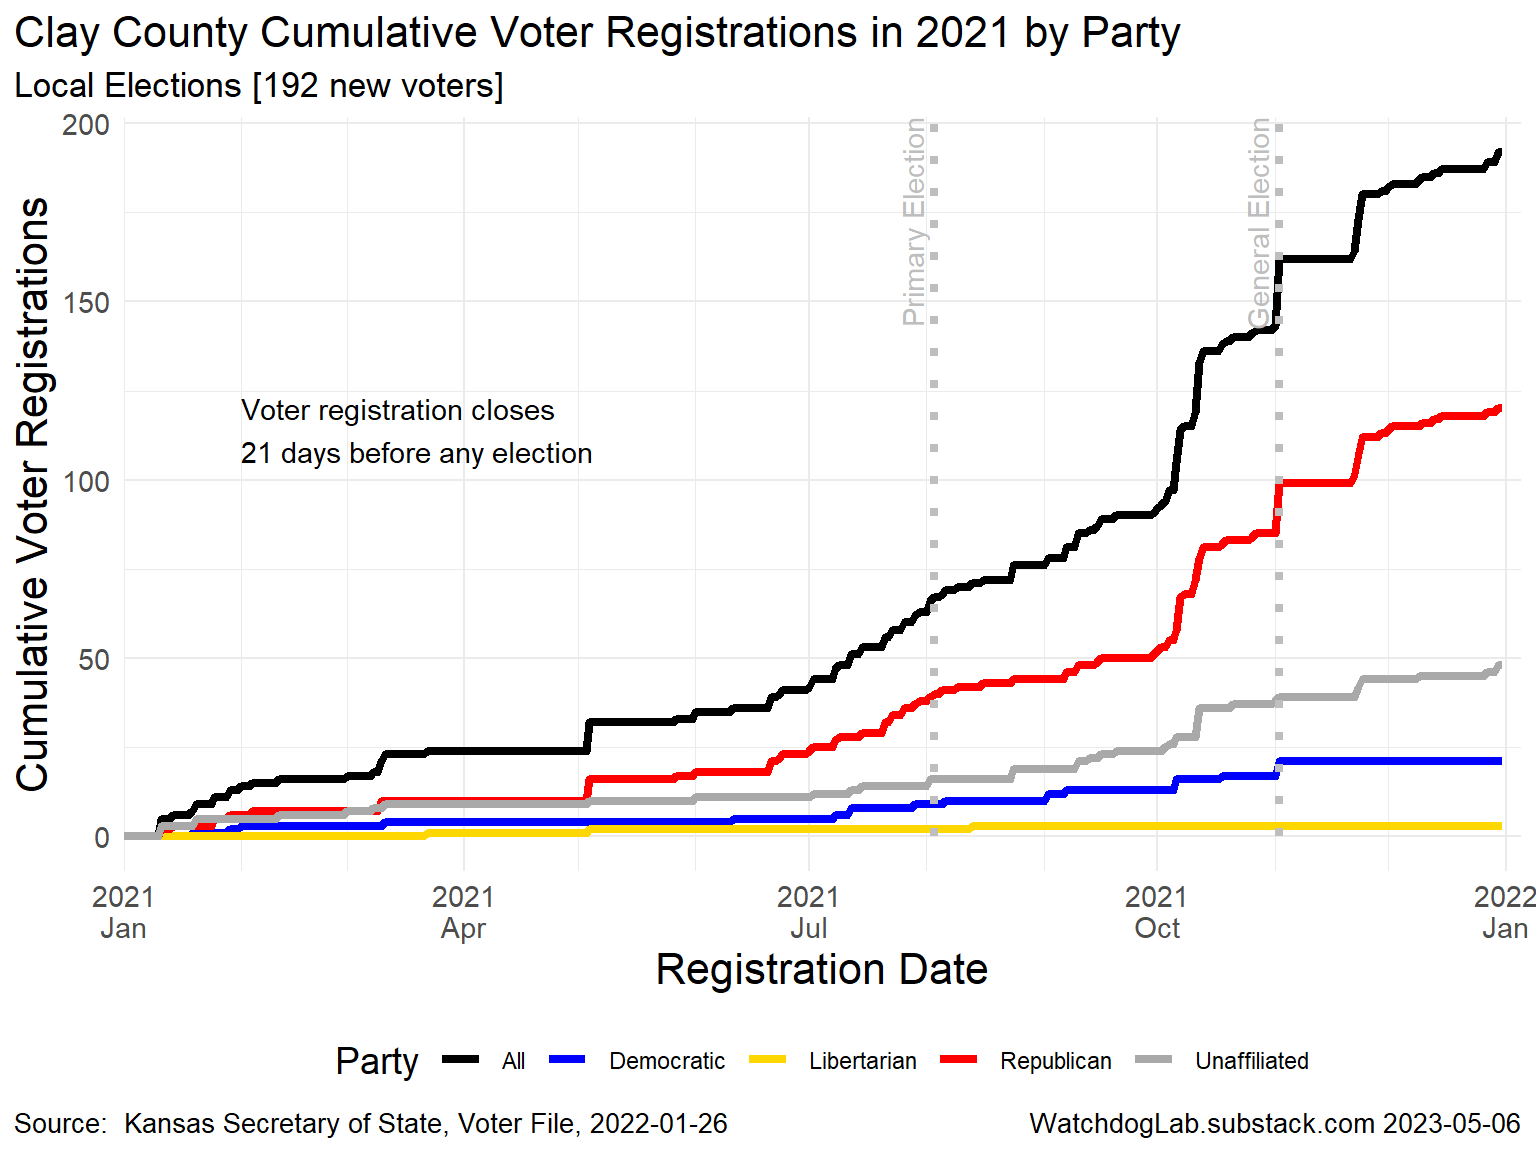 Clay County Cumulative Voter Registrations in 2021 by Party
Local Elections [192 new voters]
Cumulative Voter Registrations
200
150
100
50
0
Primary Election
General Election
Voter registration closes
21 days before any election
2021 2021 2021 2021 2022
Jan Apr Jul Oct Jan
Registration Date
Party All Democratic Libertarian Republican Unaffiliated
Source:  Kansas Secretary of State, Voter File, 2022-01-26
WatchdogLab.substack.com 2023-05-06